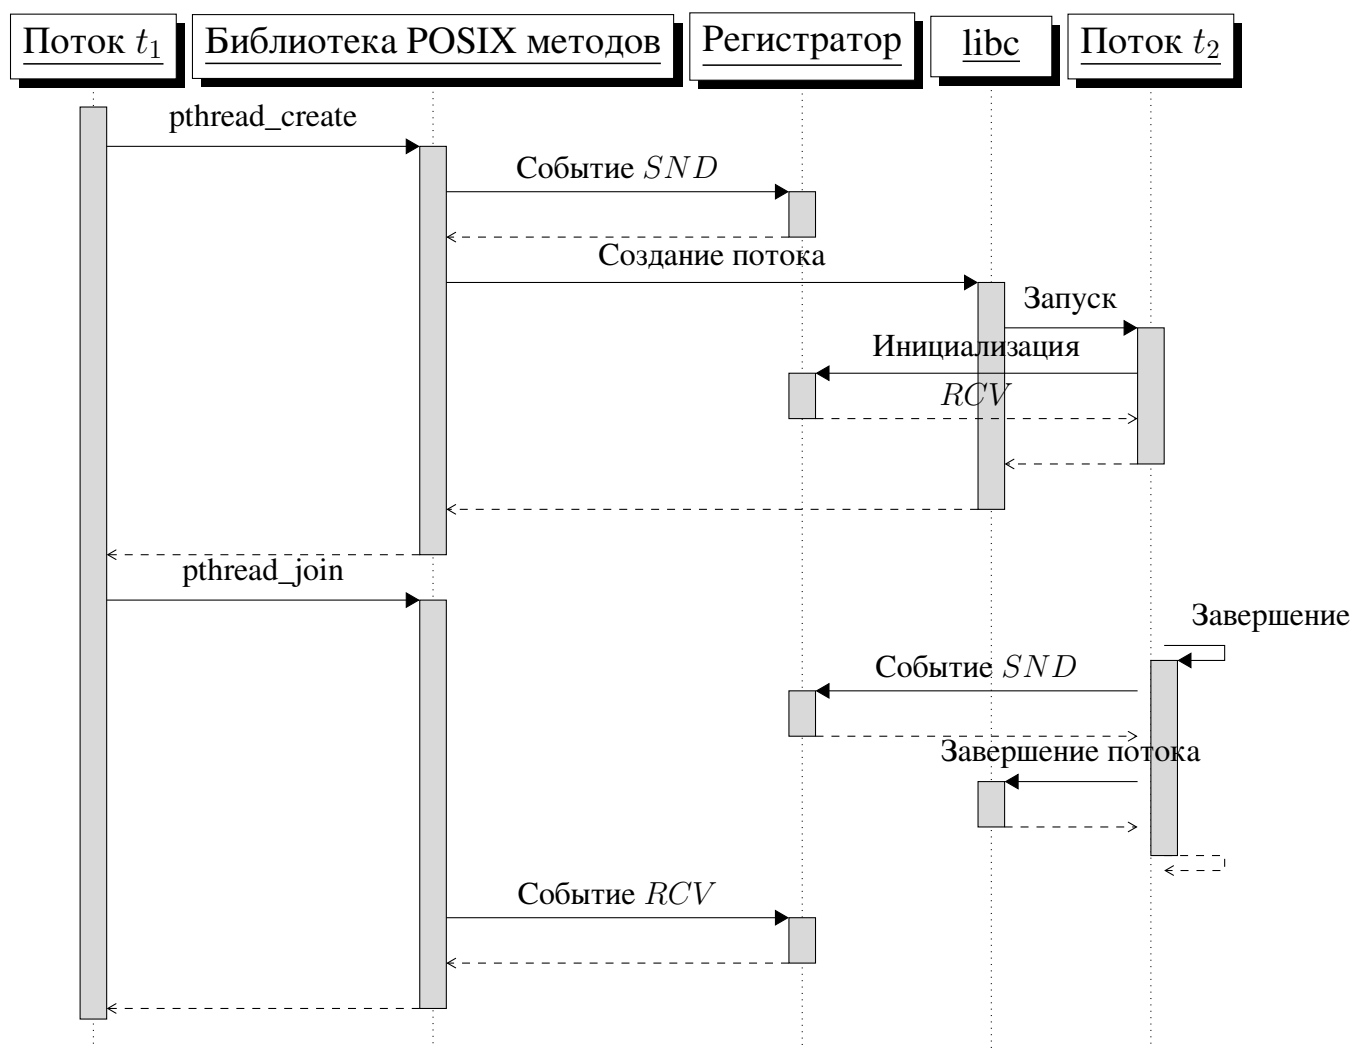 Поток t₁
Библиотека POSIX методов
Регистратор
libc
Поток t₂
pthread_create
Событие SND
Создание потока
Запуск
Инициализация
RCV
pthread_join
Завершение
Событие SND
Завершение потока
Событие RCV